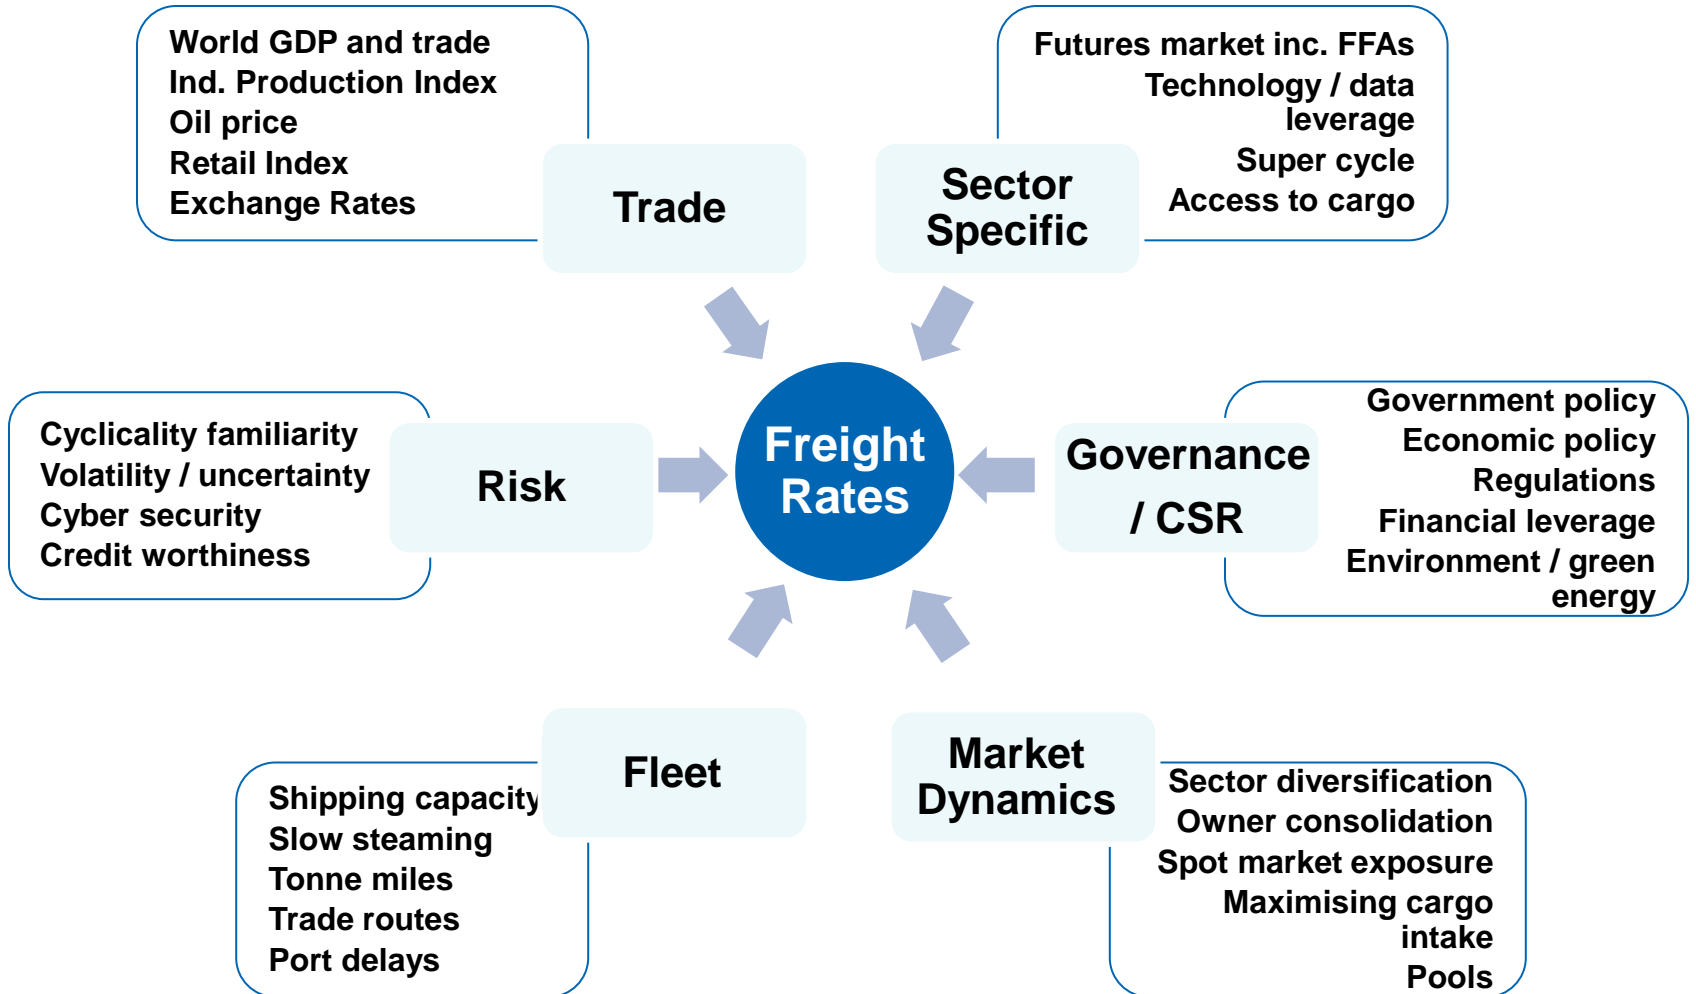 World GDP and trade
Ind. Production Index
Oil price
Retail Index
Exchange Rates
Trade
Futures market inc. FFAs
Technology / data
leverage
Super cycle
Access to cargo
Sector
Specific
Cyclicality familiarity
Volatility / uncertainty
Cyber security
Credit worthiness
Risk
Freight
Rates
Governance
/ CSR
Government policy
Economic policy
Regulations
Financial leverage
Environment / green
energy
Fleet
Shipping capacity
Slow steaming
Tonne miles
Trade routes
Port delays
Market
Dynamics
Sector diversification
Owner consolidation
Spot market exposure
Maximising cargo
intake
Pools